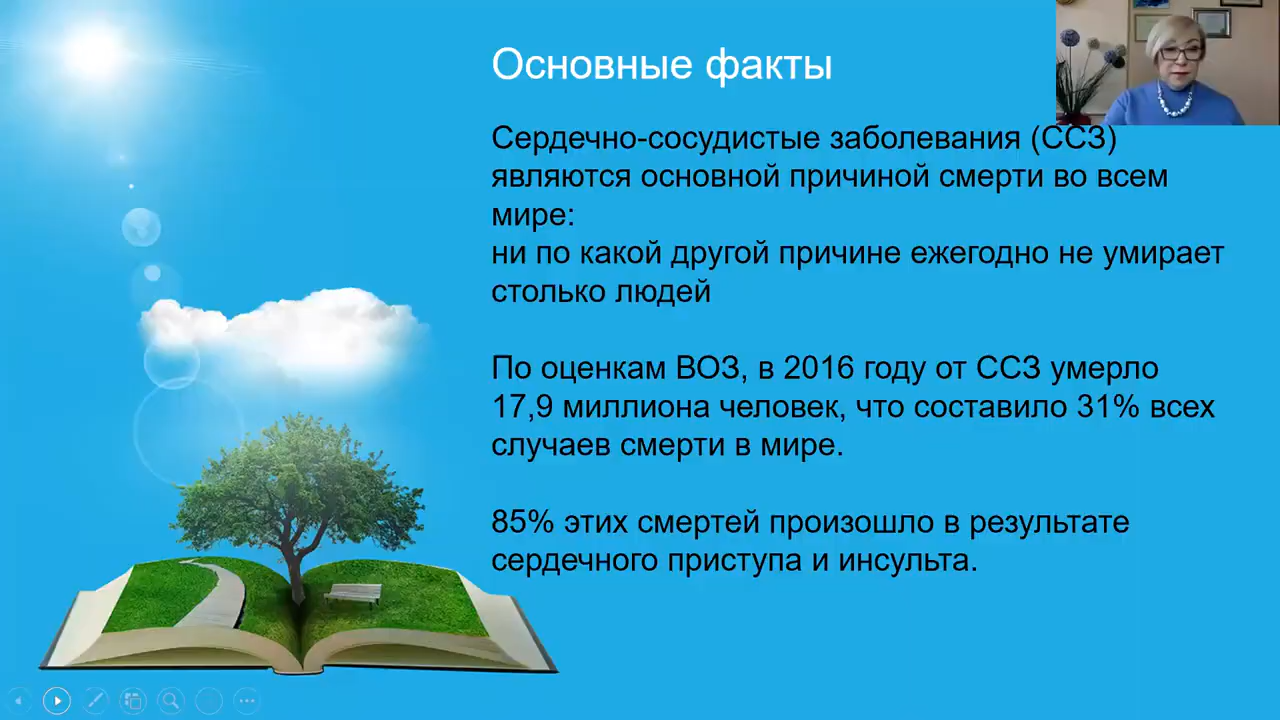 Основные факты
Сердечно-сосудистые заболевания (ССЗ)
являются основной причиной смерти во всем
мире:
ни по какой другой причине ежегодно не умирает
столько людей
По оценкам ВОЗ, в 2016 году от ССЗ умерло
17,9 миллиона человек, что составило 31% всех
случаев смерти в мире.
85% этих смертей произошло в результате
сердечного приступа и инсульта.